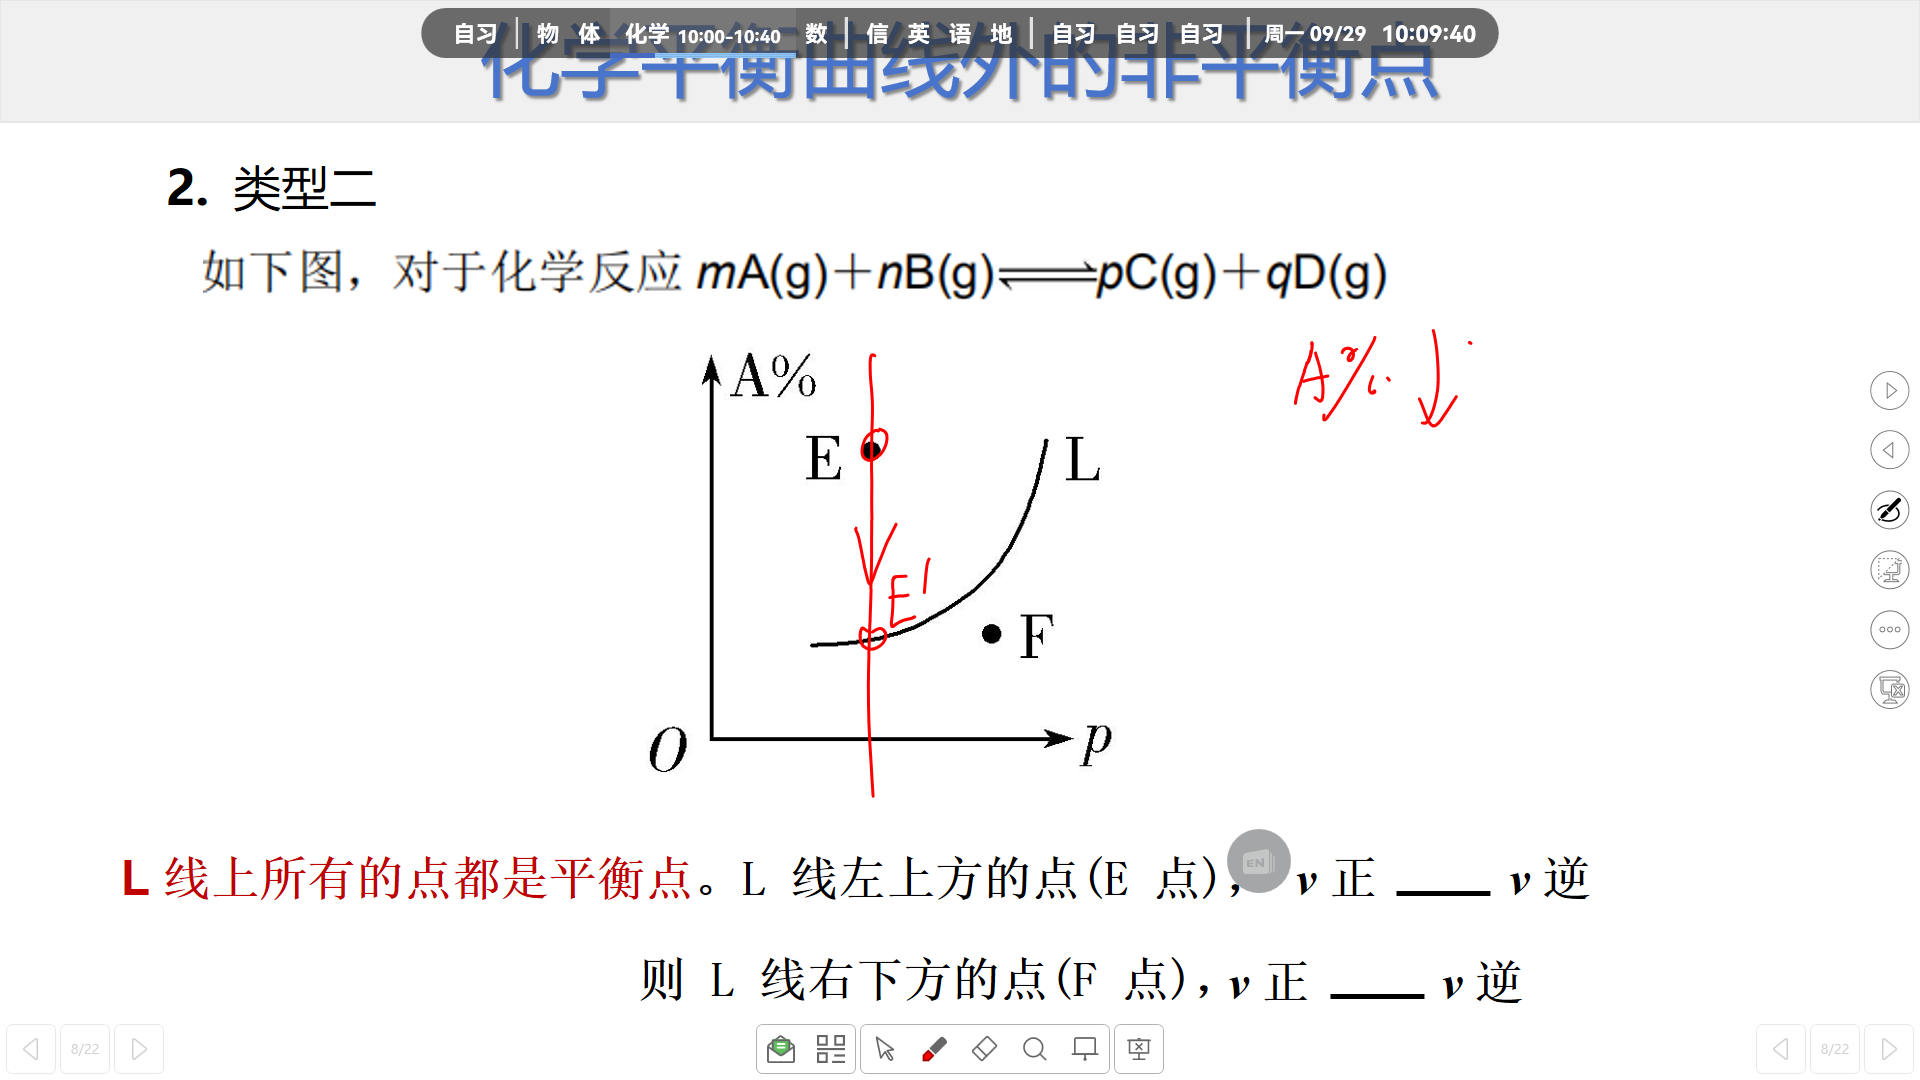 自习 物 体 化学 10:00-10:40 数 信 英 语 地 自习 自习 自习 周一 09/29 10:09:40
化学平衡曲线外的非平衡点
2. 类型二
如下图，对于化学反应 mA(g)＋nB(g)⇌pC(g)＋qD(g)
A%
A% ↓
E
L
E'
F
O
p
L 线上所有的点都是平衡点。L 线左上方的点(E 点)， v 正 ____ v 逆
EN
则 L 线右下方的点(F 点)，v 正 ____ v 逆
8/22
8/22